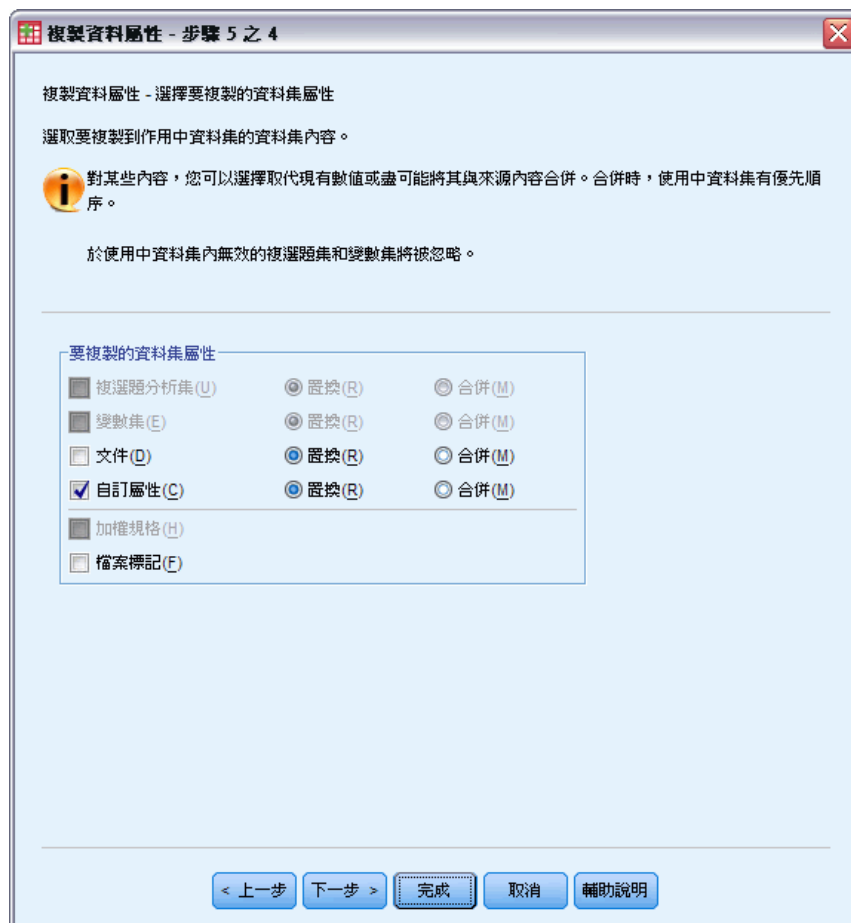 複製資料屬性 - 步驟 5 之 4
複製資料屬性 - 選擇要複製的資料集屬性
選取要複製到作用中資料集的資料集內容。
對某些內容，您可以選擇取代現有數值或盡可能將其與來源內容合併。合併時，使用中資料集有優先順
序。
於使用中資料集內無效的複選題集和變數集將被忽略。
要複製的資料集屬性
複選題分析集(U) 置換(R) 合併(M)
變數集(E) 置換(R) 合併(M)
文件(D) 置換(R) 合併(M)
自訂屬性(C) 置換(R) 合併(M)
加權規格(H)
檔案標記(F)
< 上一步 下一步 > 完成 取消 輔助說明